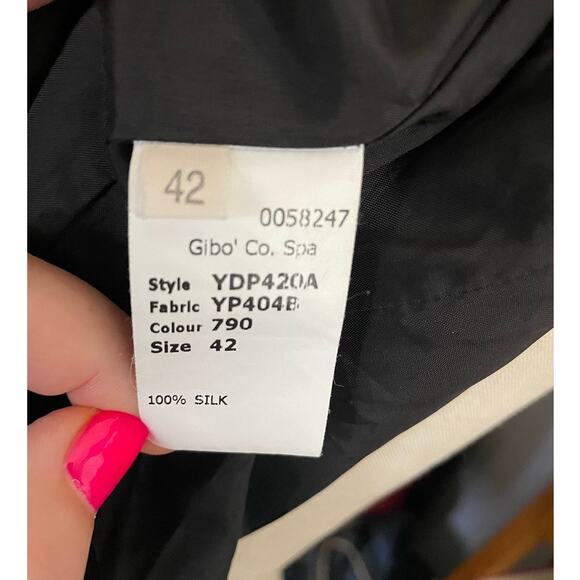 42
0058247
Gibo' Co. Spa
Style YDP420A
Fabric YP404B
Colour 790
Size 42
100% SILK